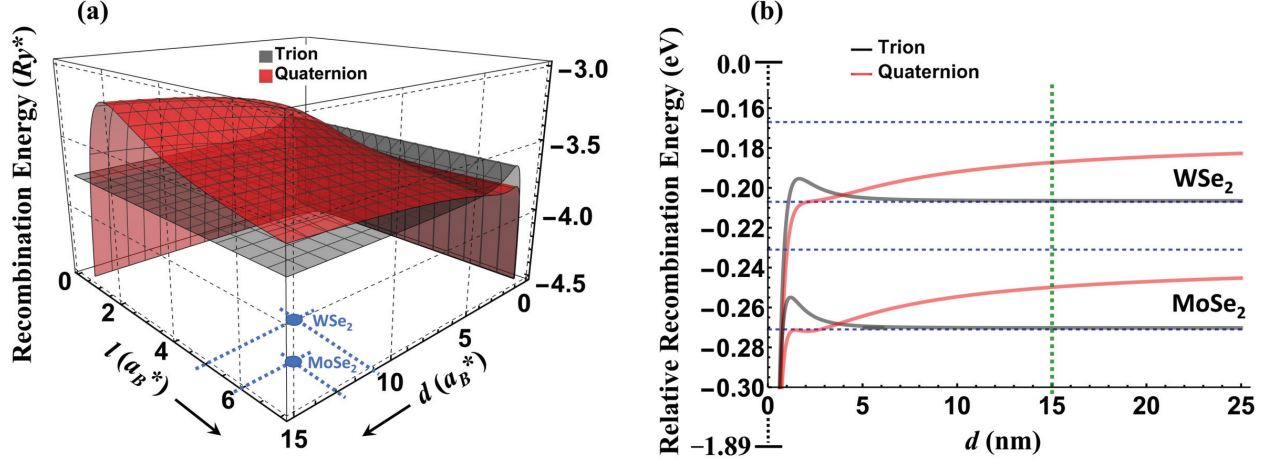 (a)
Trion
Quaternion
Recombination Energy (Ry*)
−3.0
−3.5
−4.0
−4.5
0
2
4
6
l (a_B*)
15
10
5
0
d (a_B*)
WSe₂
MoSe₂
(b)
Trion
Quaternion
Relative Recombination Energy (eV)
0.0
−0.16
−0.18
−0.20
−0.22
−0.24
−0.26
−0.28
−0.30
−1.89
0
5
10
15
20
25
d (nm)
WSe₂
MoSe₂